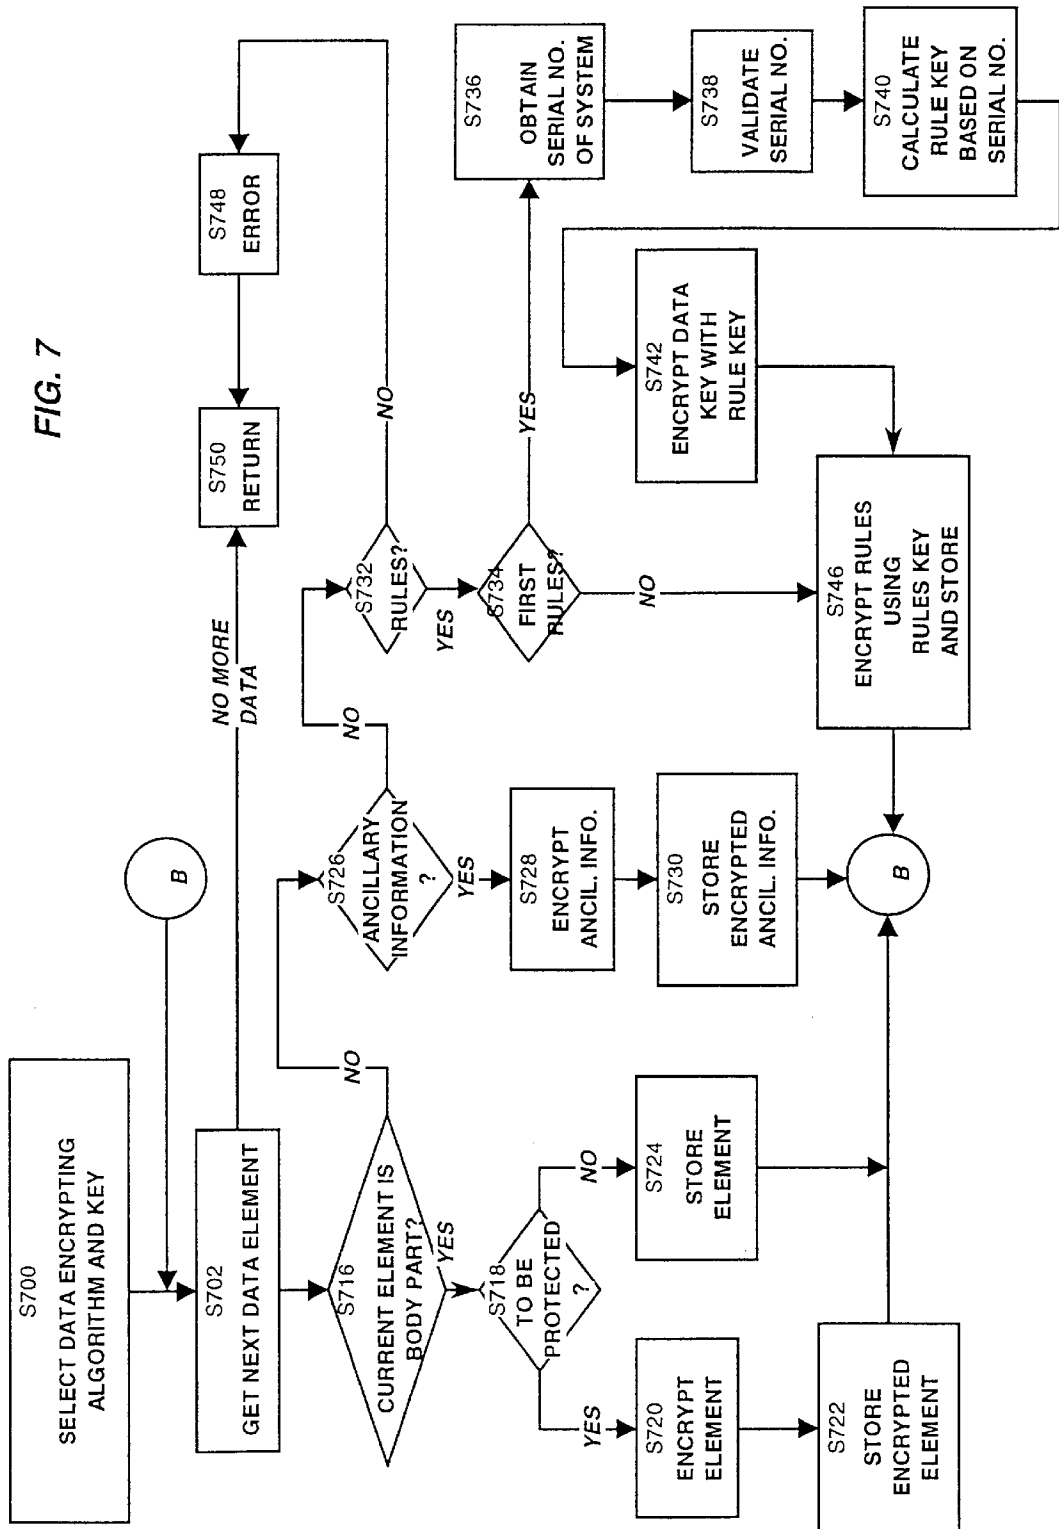 FIG. 7
S700
SELECT DATA ENCRYPTING
ALGORITHM AND KEY
B
S702
GET NEXT DATA ELEMENT
NO MORE
DATA
S750
RETURN
S748
ERROR
S716
CURRENT ELEMENT IS
BODY PART?
NO
YES
S726
ANCILLARY
INFORMATION
?
NO
YES
S732
RULES?
NO
YES
S718
TO BE
PROTECTED
?
YES
NO
S720
ENCRYPT
ELEMENT
S722
STORE
ENCRYPTED
ELEMENT
S724
STORE
ELEMENT
S728
ENCRYPT
ANCIL. INFO.
S730
STORE
ENCRYPTED
ANCIL. INFO.
B
S734
FIRST
RULES?
YES
NO
S736
OBTAIN
SERIAL NO.
OF SYSTEM
S738
VALIDATE
SERIAL NO.
S740
CALCULATE
RULE KEY
BASED ON
SERIAL NO.
S742
ENCRYPT DATA
KEY WITH
RULE KEY
S746
ENCRYPT RULES
USING
RULES KEY
AND STORE